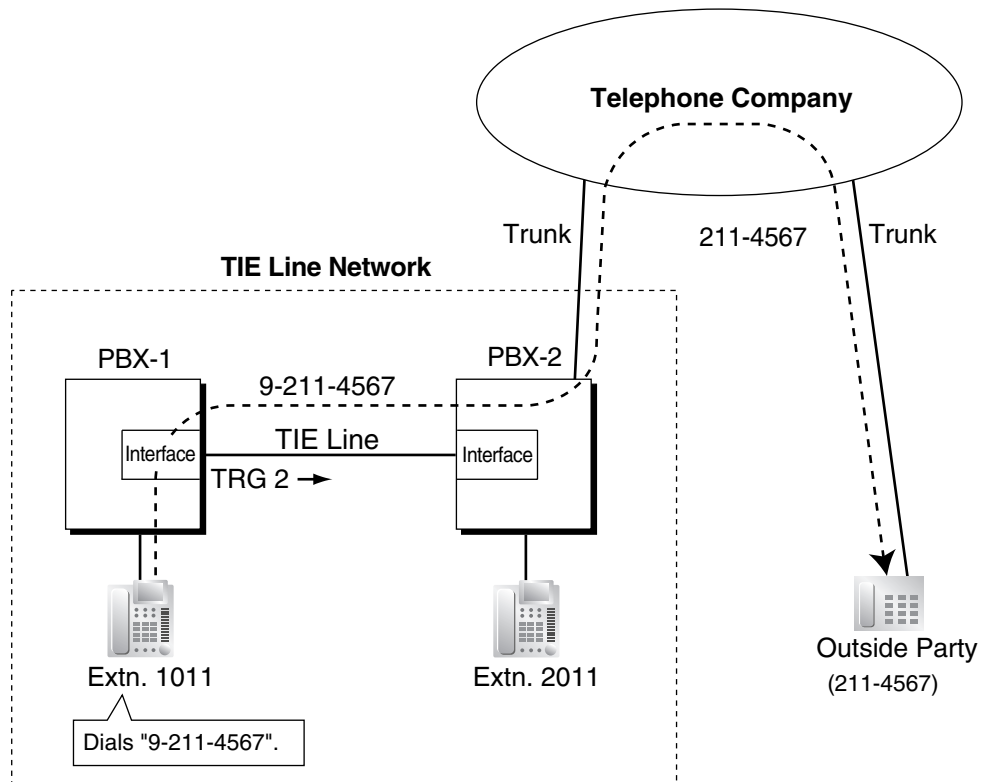 Telephone Company
Trunk
211-4567
Trunk
TIE Line Network
PBX-1
PBX-2
9-211-4567
Interface
TIE Line
Interface
TRG 2 →
Extn. 1011
Extn. 2011
Outside Party
(211-4567)
Dials "9-211-4567".